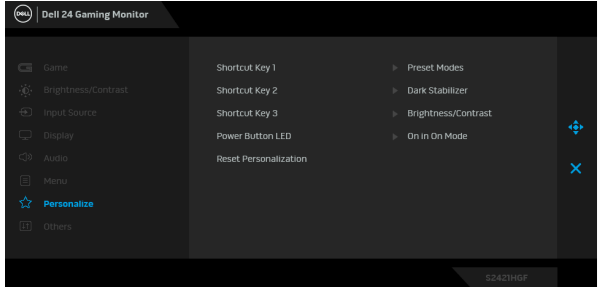 DELL Dell 24 Gaming Monitor
Game
Brightness/Contrast
Input Source
Display
Audio
Menu
Personalize
Others
Shortcut Key 1 Preset Modes
Shortcut Key 2 Dark Stabilizer
Shortcut Key 3 Brightness/Contrast
Power Button LED On in On Mode
Reset Personalization
S2421HGF